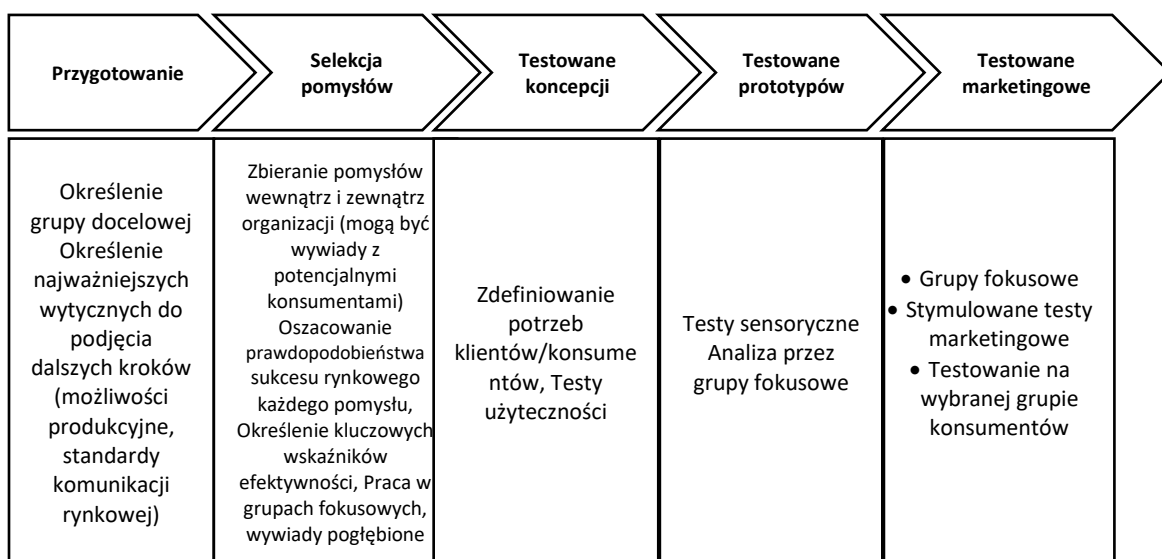 Przygotowanie
Selekcja
pomysłów
Testowane
koncepcji
Testowane
prototypów
Testowane
marketingowe
Określenie
grupy docelowej
Określenie
najważniejszych
wytycznych do
podjęcia
dalszych kroków
(możliwości
produkcyjne,
standardy
komunikacji
rynkowej)
Zbieranie pomysłów
wewnątrz i zewnątrz
organizacji (mogą być
wywiady z
potencjalnymi
konsumentami)
Oszacowanie
prawdopodobieństwa
sukcesu rynkowego
każdego pomysłu,
Określenie kluczowych
wskaźników
efektywności, Praca w
grupach fokusowych,
wywiady pogłębione
Zdefiniowanie
potrzeb
klientów/konsume
ntów, Testy
użyteczności
Testy sensoryczne
Analiza przez
grupy fokusowe
• Grupy fokusowe
• Stymulowane testy
marketingowe
• Testowanie na
wybranej grupie
konsumentów